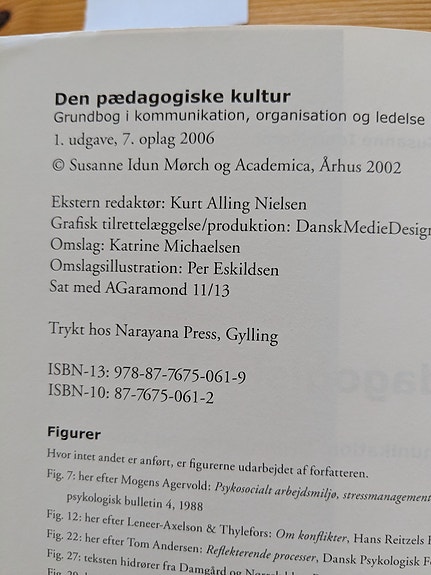 Den pædagogiske kultur
Grundbog i kommunikation, organisation og ledelse
1. udgave, 7. oplag 2006
© Susanne Idun Mørch og Academica, Århus 2002
Ekstern redaktør: Kurt Alling Nielsen
Grafisk tilrettelæggelse/produktion: DanskMedieDesign
Omslag: Katrine Michaelsen
Omslagsillustration: Per Eskildsen
Sat med AGaramond 11/13
Trykt hos Narayana Press, Gylling
ISBN-13: 978-87-7675-061-9
ISBN-10: 87-7675-061-2
Figurer
Hvor intet andet er anført, er figurerne udarbejdet af forfatteren.
Fig. 7: her efter Mogens Agervold: Psykosocialt arbejdsmiljø, stressmanagement
psykologisk bulletin 4, 1988
Fig. 12: her efter Leneer-Axelson & Thylefors: Om konflikter, Hans Reitzels
Fig. 22: her efter Tom Andersen: Reflekterende processer, Dansk Psykologisk
Fig. 27: teksten hidrører fra Damgård og